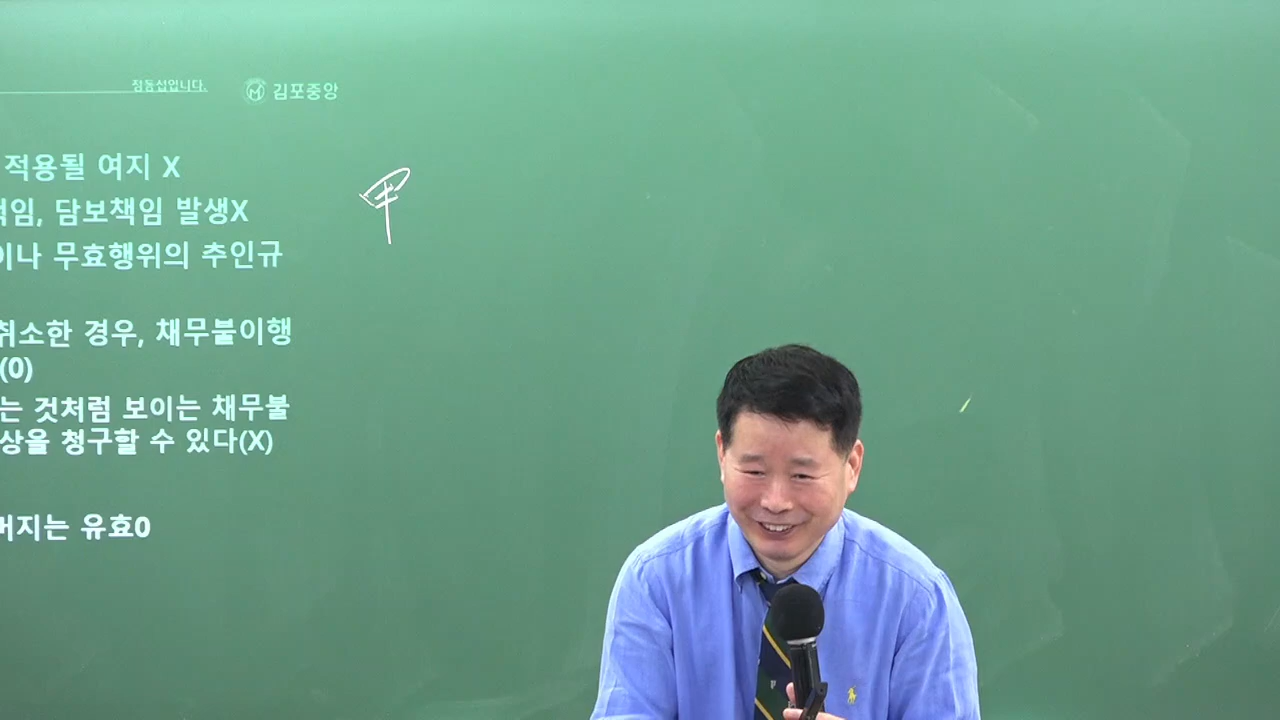 장동섭입니다.
김포중앙
적용될 여지 X
책임, 담보책임 발생X
이나 무효행위의 추인규
취소한 경우, 채무불이행
(0)
는 것처럼 보이는 채무불
상을 청구할 수 있다(X)
머지는 유효0
甲